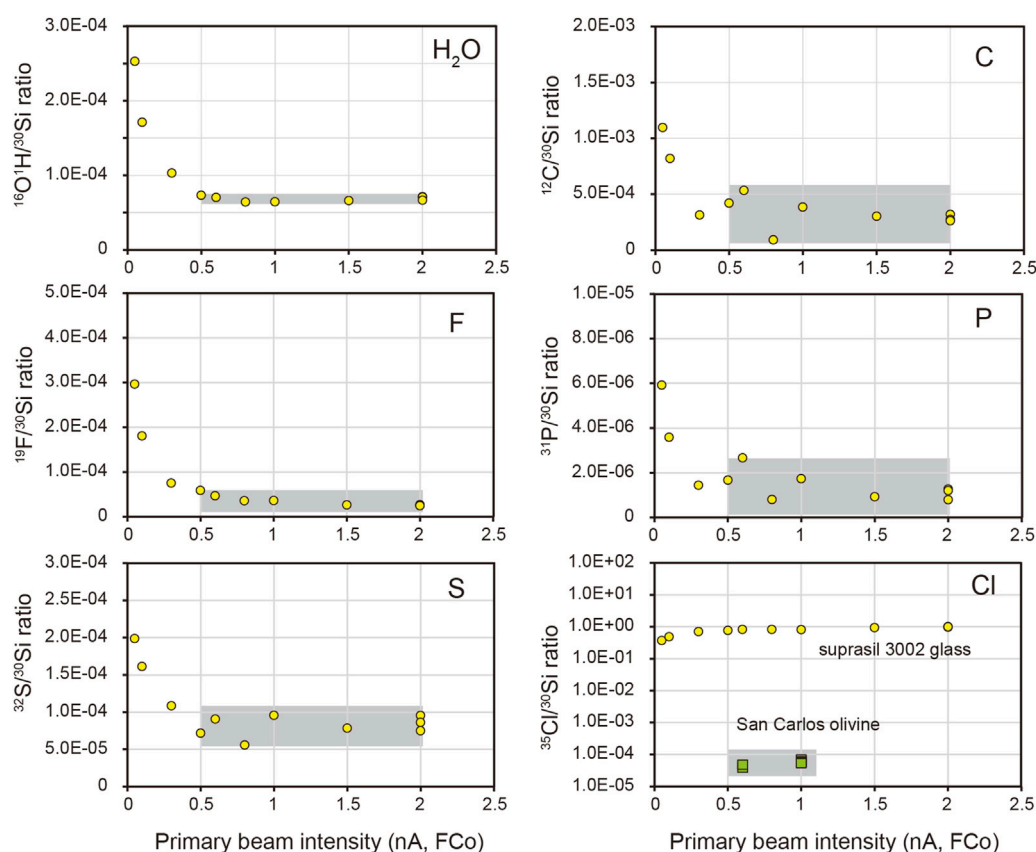 H₂O
¹⁶O¹H/³⁰Si ratio
3.0E-04
2.0E-04
1.0E-04
0
0 0.5 1 1.5 2 2.5
C
¹²C/³⁰Si ratio
2.0E-03
1.5E-03
1.0E-03
5.0E-04
0
0 0.5 1 1.5 2 2.5
F
¹⁹F/³⁰Si ratio
5.0E-04
3.0E-04
3.0E-04
2.0E-04
1.0E-04
0
0 0.5 1 1.5 2 2.5
P
³¹P/³⁰Si ratio
1.0E-05
8.0E-06
6.0E-06
4.0E-06
2.0E-06
0
0 0.5 1 1.5 2 2.5
S
³²S/³⁰Si ratio
3.0E-04
2.5E-04
2.0E-04
1.5E-04
1.0E-04
5.0E-05
0
0 0.5 1 1.5 2 2.5
Primary beam intensity (nA, FCo)
Cl
³⁵Cl/³⁰Si ratio
1.0E+02
1.0E+00
1.0E+00
1.0E-01
1.0E-02
1.0E-03
1.0E-04
1.0E-05
suprasil 3002 glass
San Carlos olivine
0 0.5 1 1.5 2 2.5
Primary beam intensity (nA, FCo)